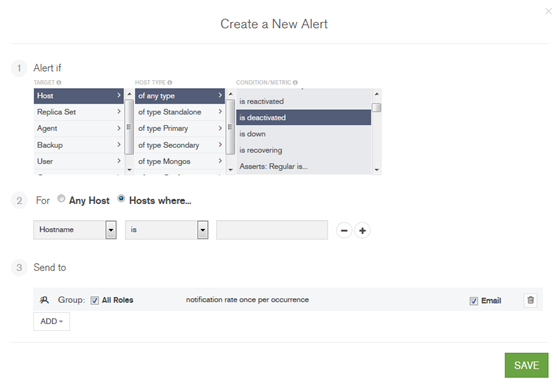 Create a New Alert
1 Alert if
TARGET HOST TYPE CONDITION/METRIC
Host of any type is reactivated
Replica Set of type Standalone is deactivated
Agent of type Primary is down
Backup of type Secondary is recovering
User of type Mongos Asserts: Regular is...
2 For Any Host Hosts where...
Hostname is
3 Send to
Group: All Roles notification rate once per occurrence Email
ADD
SAVE